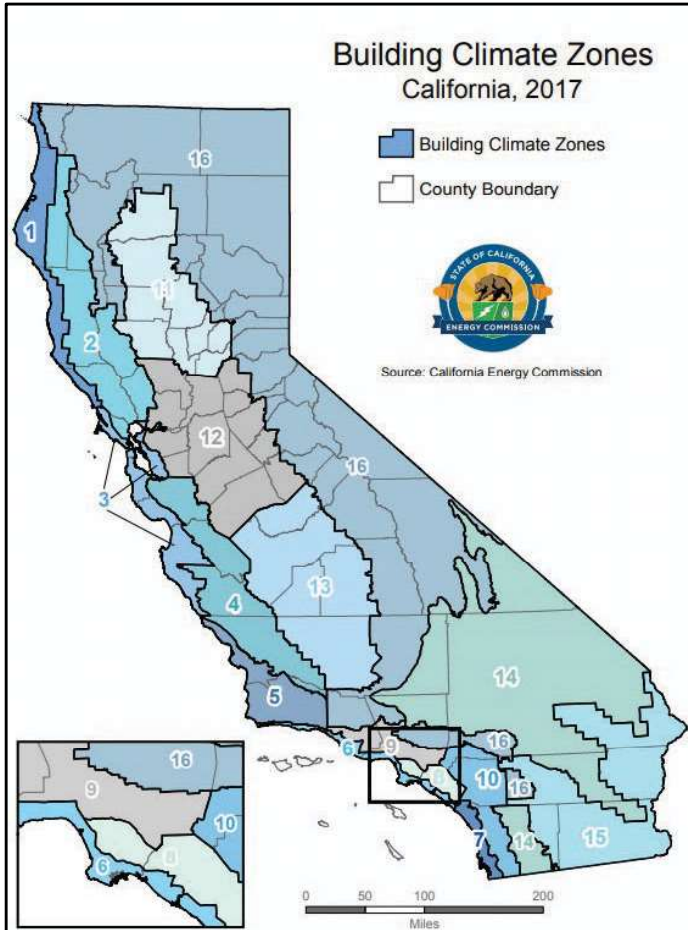 Building Climate Zones
California, 2017
Building Climate Zones
County Boundary
STATE OF CALIFORNIA
ENERGY COMMISSION
Source: California Energy Commission
16
1
11
2
12
16
3
13
4
14
5
6
9
16
8
10
16
7
14
15
16
9
10
8
6
0 50 100 200
Miles